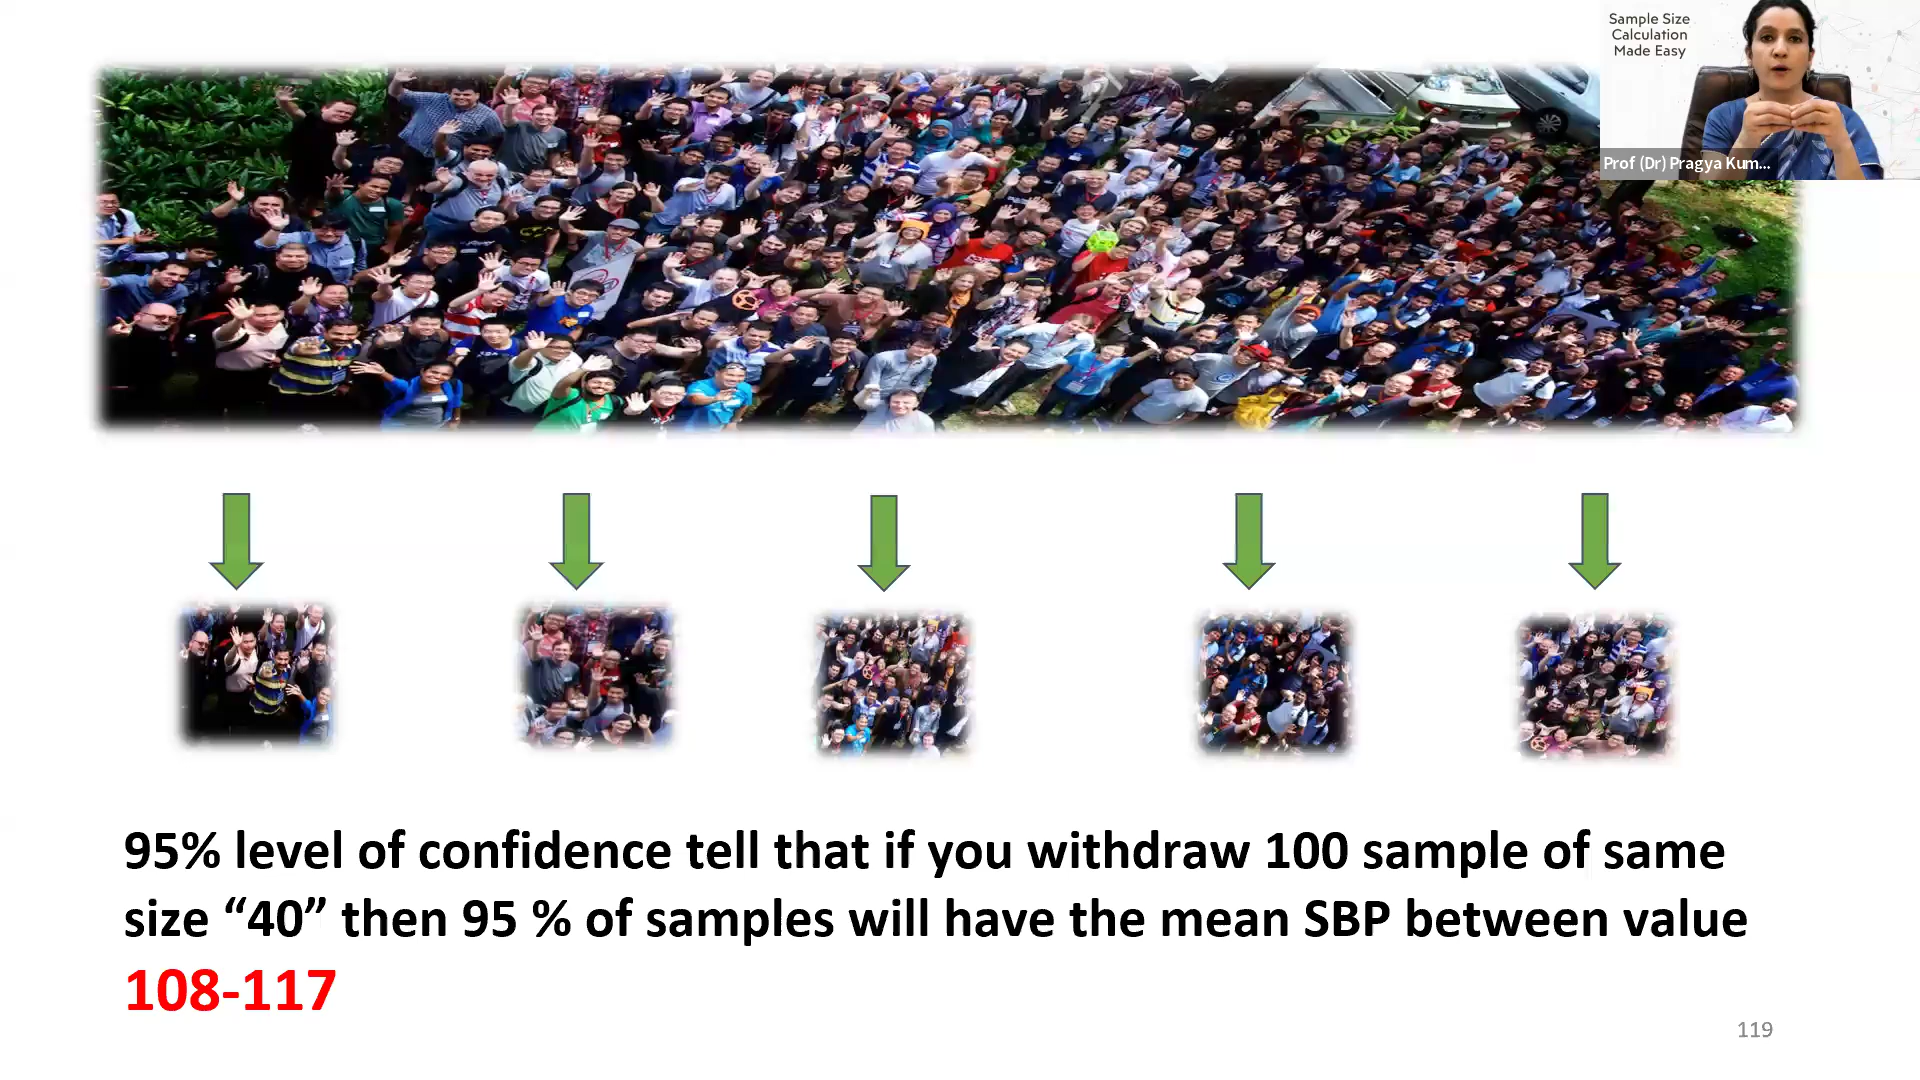 Sample Size
Calculation
Made Easy
Prof (Dr) Pragya Kum...
95% level of confidence tell that if you withdraw 100 sample of same
size “40” then 95 % of samples will have the mean SBP between value
108-117
119